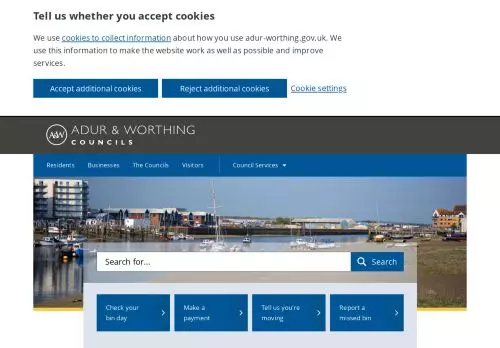 Tell us whether you accept cookies
We use cookies to collect information about how you use adur-worthing.gov.uk. We
use this information to make the website work as well as possible and improve
services.
Accept additional cookies Reject additional cookies Cookie settings
A&W ADUR & WORTHING
COUNCILS
Residents Businesses The Councils Visitors Council Services
Search for... Search
Check your Make a Tell us you're Report a
bin day payment moving missed bin